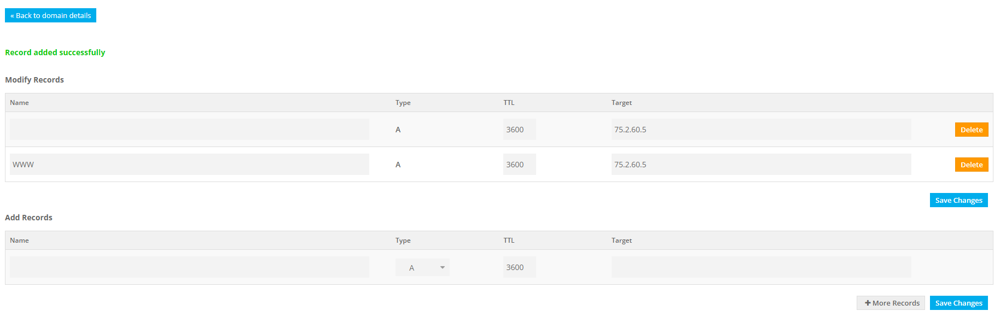 « Back to domain details
Record added successfully
Modify Records
Name Type TTL Target
A 3600 75.2.60.5 Delete
WWW A 3600 75.2.60.5 Delete
Save Changes
Add Records
Name Type TTL Target
A 3600
+ More Records Save Changes